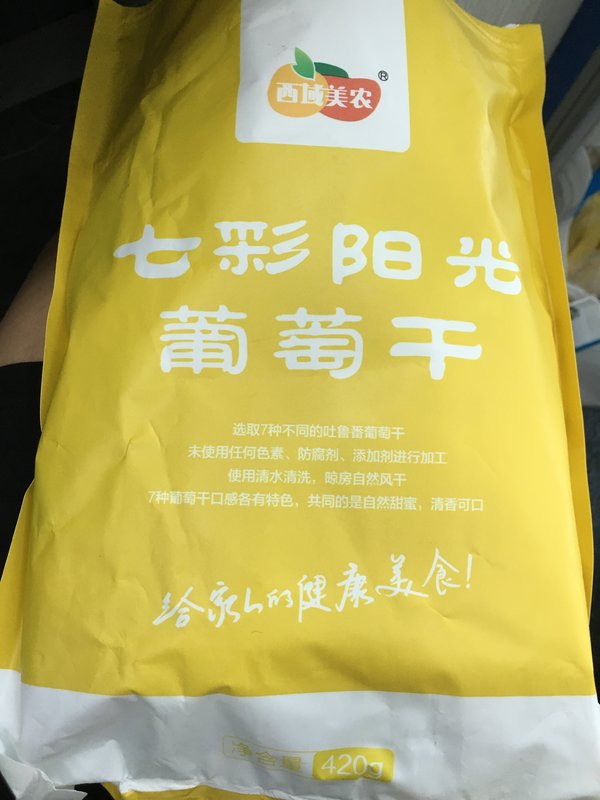 西域美农®
七彩阳光
葡萄干
选取7种不同的吐鲁番葡萄干
未使用任何色素、防腐剂、添加剂进行加工
使用清水清洗，晾房自然风干
7种葡萄干口感各有特色，共同的是自然甜蜜，清香可口
给家人的健康美食！
净含量 420g